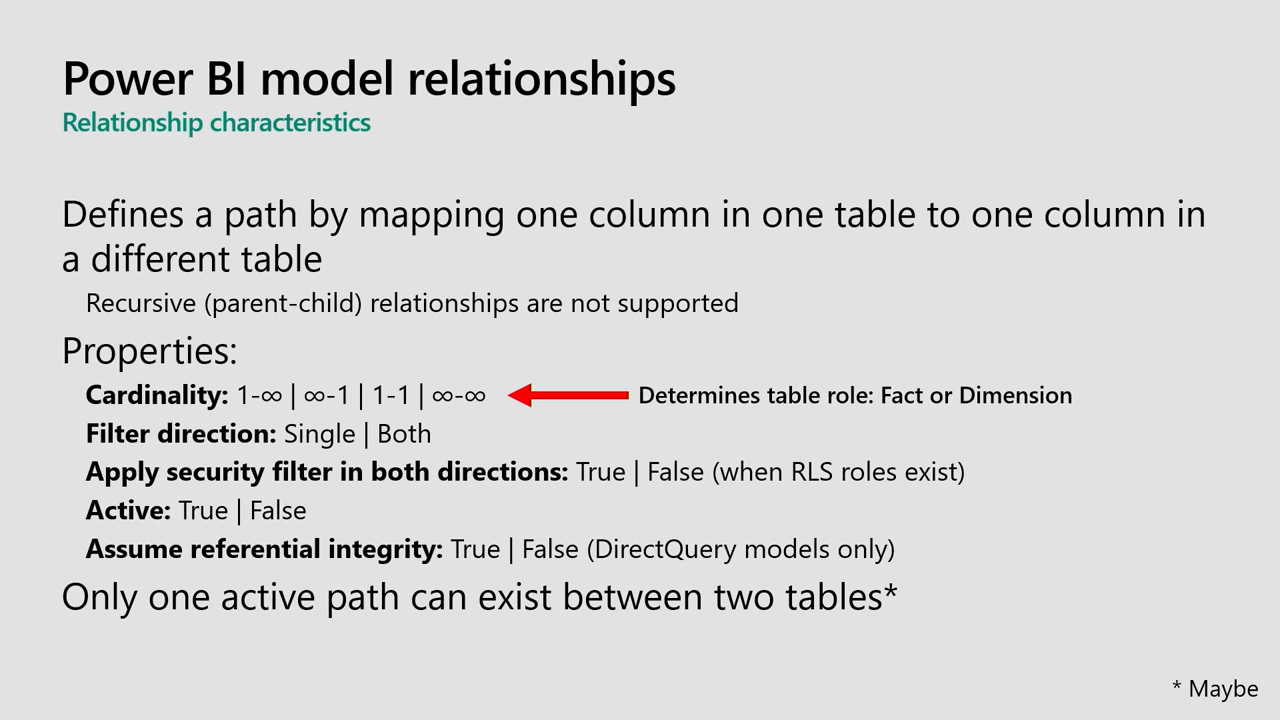 Power BI model relationships
Relationship characteristics
Defines a path by mapping one column in one table to one column in
a different table
Recursive (parent-child) relationships are not supported
Properties:
Cardinality: 1-∞ | ∞-1 | 1-1 | ∞-∞ Determines table role: Fact or Dimension
Filter direction: Single | Both
Apply security filter in both directions: True | False (when RLS roles exist)
Active: True | False
Assume referential integrity: True | False (DirectQuery models only)
Only one active path can exist between two tables*
* Maybe